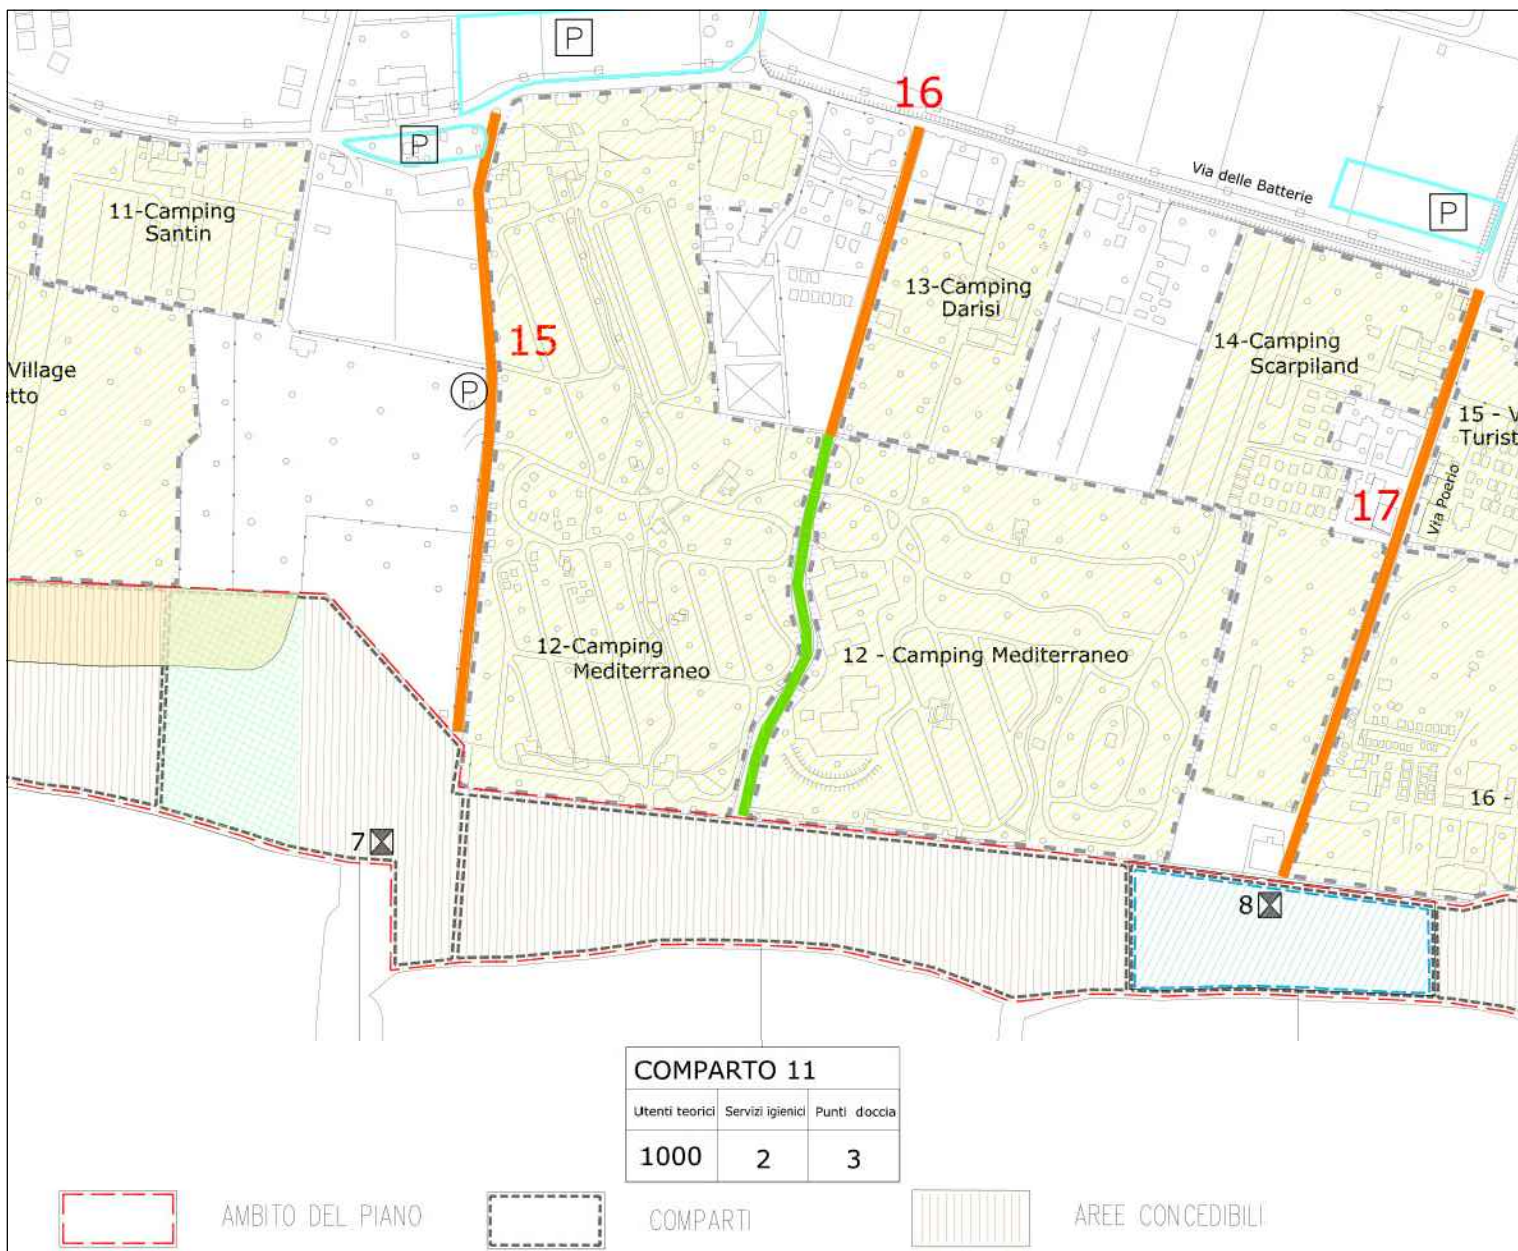 P
16
P
Via delle Batterie
P
11-Camping
Santin
13-Camping
Darisi
15
14-Camping
Scarpiland
Village
etto
P
15 - V
Turist
Via Poerio
17
12-Camping
Mediterraneo
12 - Camping Mediterraneo
16 -
7
8
COMPARTO 11
Utenti teorici Servizi igienici Punti doccia
1000 2 3
AMBITO DEL PIANO
COMPARTI
AREE CONCEDIBILI